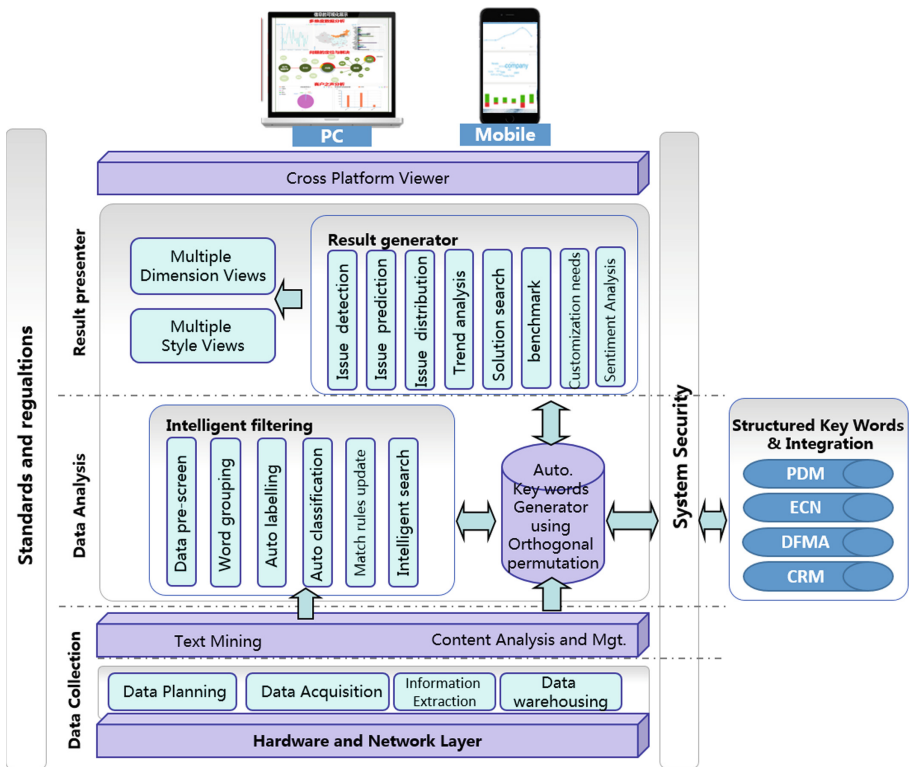 PC
Mobile
Cross Platform Viewer
Standards and regualtions
Result presenter
Multiple
Dimension Views
Multiple
Style Views
Result generator
Issue detection
Issue prediction
Issue distribution
Trend analysis
Solution search
benchmark
Customization needs
Sentiment Analysis
Data Analysis
Intelligent filtering
Data pre-screen
Word grouping
Auto labelling
Auto classification
Match rules update
Intelligent search
Auto.
Key words
Generator
using
Orthogonal
permutation
System Security
Structured Key Words
& Integration
PDM
ECN
DFMA
CRM
Data Collection
Text Mining
Content Analysis and Mgt.
Data Planning
Data Acquisition
Information
Extraction
Data
warehousing
Hardware and Network Layer
company